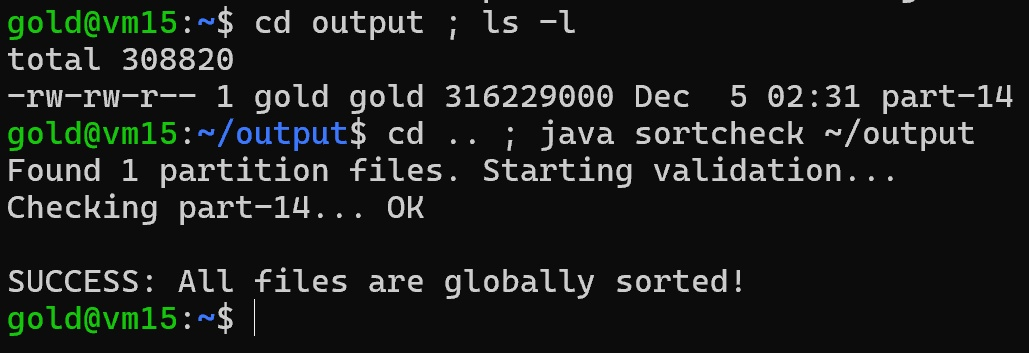 gold@vm15:~$ cd output ; ls -l
total 308820
-rw-rw-r-- 1 gold gold 316229000 Dec  5 02:31 part-14
gold@vm15:~/output$ cd .. ; java sortcheck ~/output
Found 1 partition files. Starting validation...
Checking part-14... OK

SUCCESS: All files are globally sorted!
gold@vm15:~$